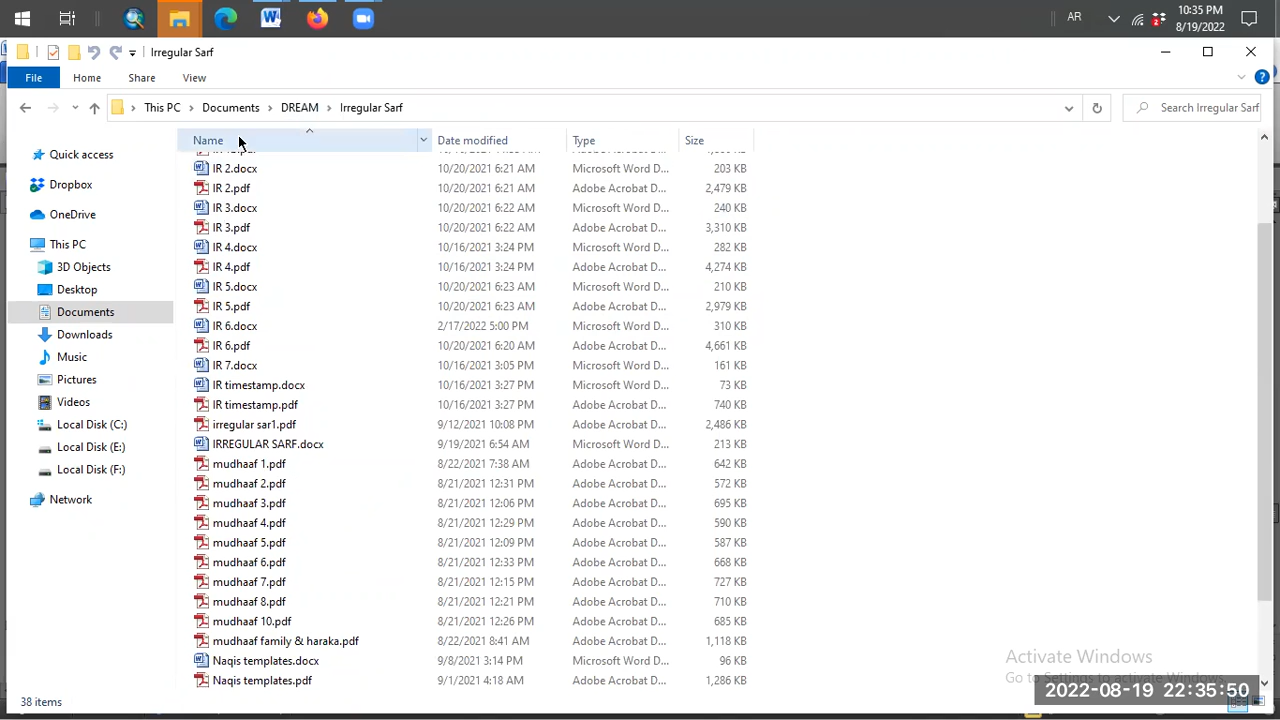 AR
10:35 PM
8/19/2022
2
Irregular Sarf
File Home Share View
This PC Documents DREAM Irregular Sarf
Search Irregular Sarf
Name Date modified Type Size
Quick access
Dropbox
OneDrive
This PC
3D Objects
Desktop
Documents
Downloads
Music
Pictures
Videos
Local Disk (C:)
Local Disk (E:)
Local Disk (F:)
Network
IR 2.docx 10/20/2021 6:21 AM Microsoft Word D... 203 KB
IR 2.pdf 10/20/2021 6:21 AM Adobe Acrobat D... 2,479 KB
IR 3.docx 10/20/2021 6:22 AM Microsoft Word D... 240 KB
IR 3.pdf 10/20/2021 6:22 AM Adobe Acrobat D... 3,310 KB
IR 4.docx 10/16/2021 3:24 PM Microsoft Word D... 282 KB
IR 4.pdf 10/16/2021 3:24 PM Adobe Acrobat D... 4,274 KB
IR 5.docx 10/20/2021 6:23 AM Microsoft Word D... 210 KB
IR 5.pdf 10/20/2021 6:23 AM Adobe Acrobat D... 2,979 KB
IR 6.docx 2/17/2022 5:00 PM Microsoft Word D... 310 KB
IR 6.pdf 10/20/2021 6:20 AM Adobe Acrobat D... 4,661 KB
IR 7.docx 10/16/2021 3:05 PM Microsoft Word D... 161 KB
IR timestamp.docx 10/16/2021 3:27 PM Microsoft Word D... 73 KB
IR timestamp.pdf 10/16/2021 3:27 PM Adobe Acrobat D... 740 KB
irregular sar1.pdf 9/12/2021 10:08 PM Adobe Acrobat D... 2,486 KB
IRREGULAR SARF.docx 9/19/2021 6:54 AM Microsoft Word D... 213 KB
mudhaaf 1.pdf 8/22/2021 7:38 AM Adobe Acrobat D... 642 KB
mudhaaf 2.pdf 8/21/2021 12:31 PM Adobe Acrobat D... 572 KB
mudhaaf 3.pdf 8/21/2021 12:06 PM Adobe Acrobat D... 695 KB
mudhaaf 4.pdf 8/21/2021 12:29 PM Adobe Acrobat D... 590 KB
mudhaaf 5.pdf 8/21/2021 12:09 PM Adobe Acrobat D... 587 KB
mudhaaf 6.pdf 8/21/2021 12:33 PM Adobe Acrobat D... 668 KB
mudhaaf 7.pdf 8/21/2021 12:15 PM Adobe Acrobat D... 727 KB
mudhaaf 8.pdf 8/21/2021 12:21 PM Adobe Acrobat D... 710 KB
mudhaaf 10.pdf 8/21/2021 12:26 PM Adobe Acrobat D... 685 KB
mudhaaf family & haraka.pdf 8/22/2021 8:41 AM Adobe Acrobat D... 1,118 KB
Naqis templates.docx 9/8/2021 3:14 PM Microsoft Word D... 96 KB
Naqis templates.pdf 9/1/2021 4:18 AM Adobe Acrobat D... 1,286 KB
Activate Windows
Go to Settings to activate Windows.
2022-08-19 22:35:50
38 items